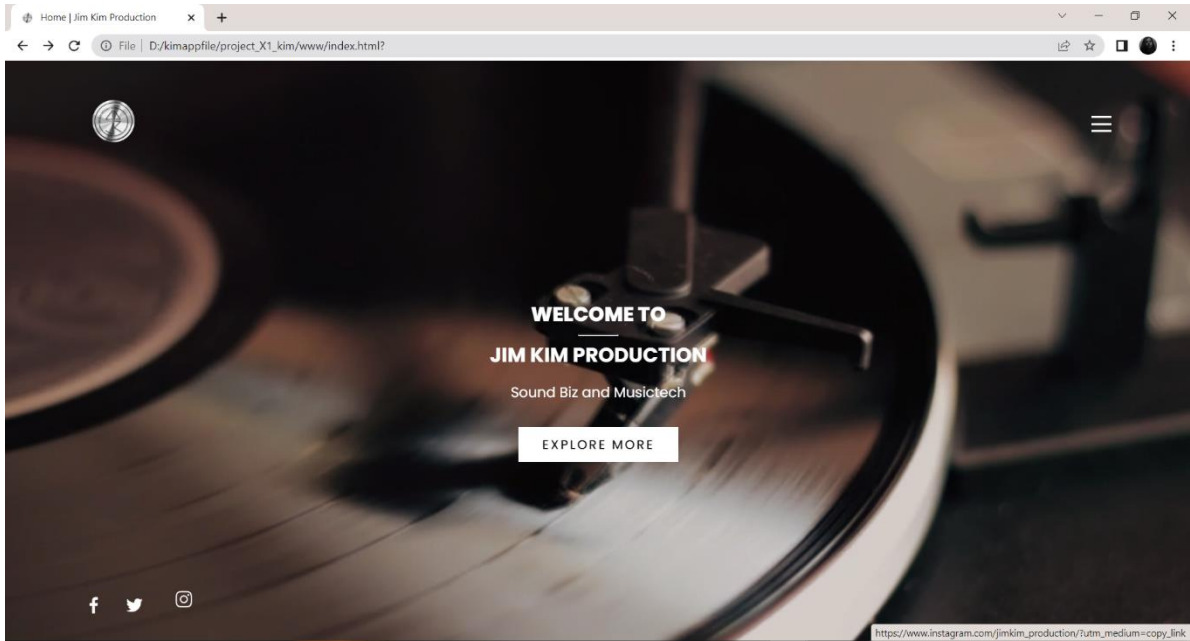 Home | Jim Kim Production
File | D:/kimappfile/project_X1_kim/www/index.html?
WELCOME TO
JIM KIM PRODUCTION
Sound Biz and Musictech
EXPLORE MORE
https://www.instagram.com/jimkim_production/?utm_medium=copy_link